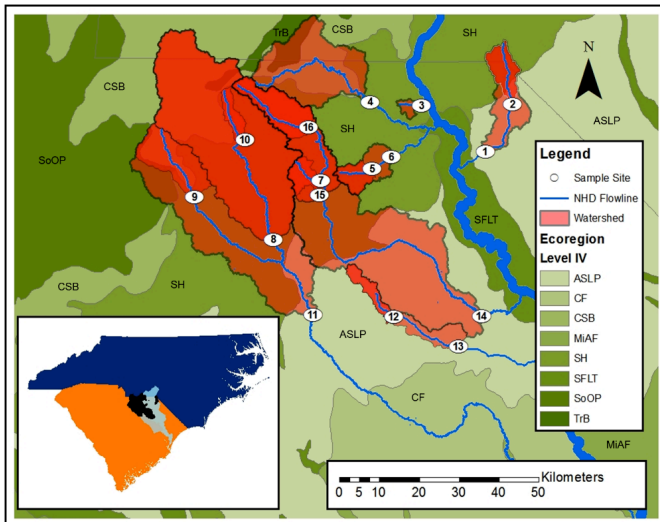 TrB
CSB
SH
N
CSB
4
3
2
ASLP
16
SH
10
6
1
SoOP
5
7
15
9
8
SFLT
CSB
SH
11
12
14
13
ASLP
CF
MiAF
Legend
Sample Site
NHD Flowline
Watershed
Ecoregion
Level IV
ASLP
CF
CSB
MiAF
SH
SFLT
SoOP
TrB
Kilometers
0 5 10 20 30 40 50